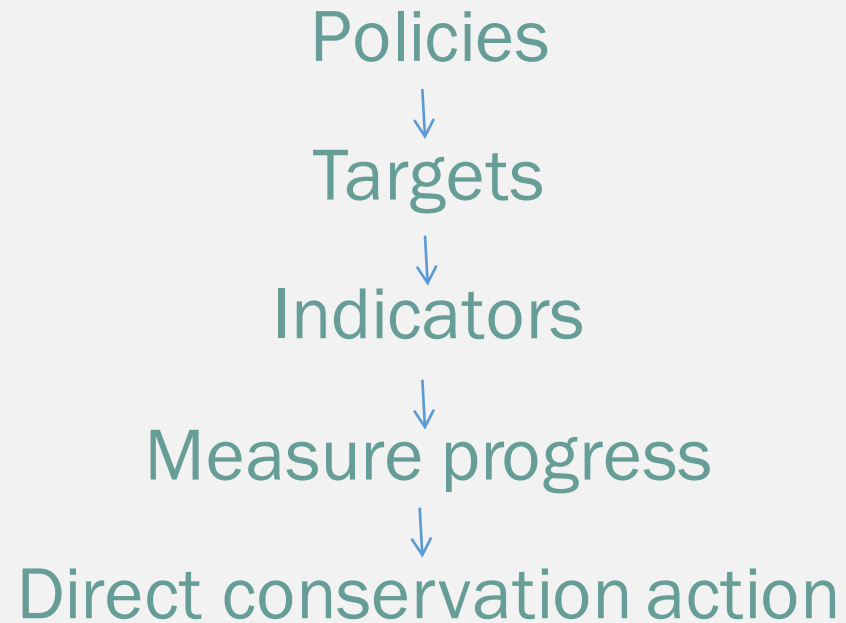 Policies
Targets
Indicators
Measure progress
Direct conservation action